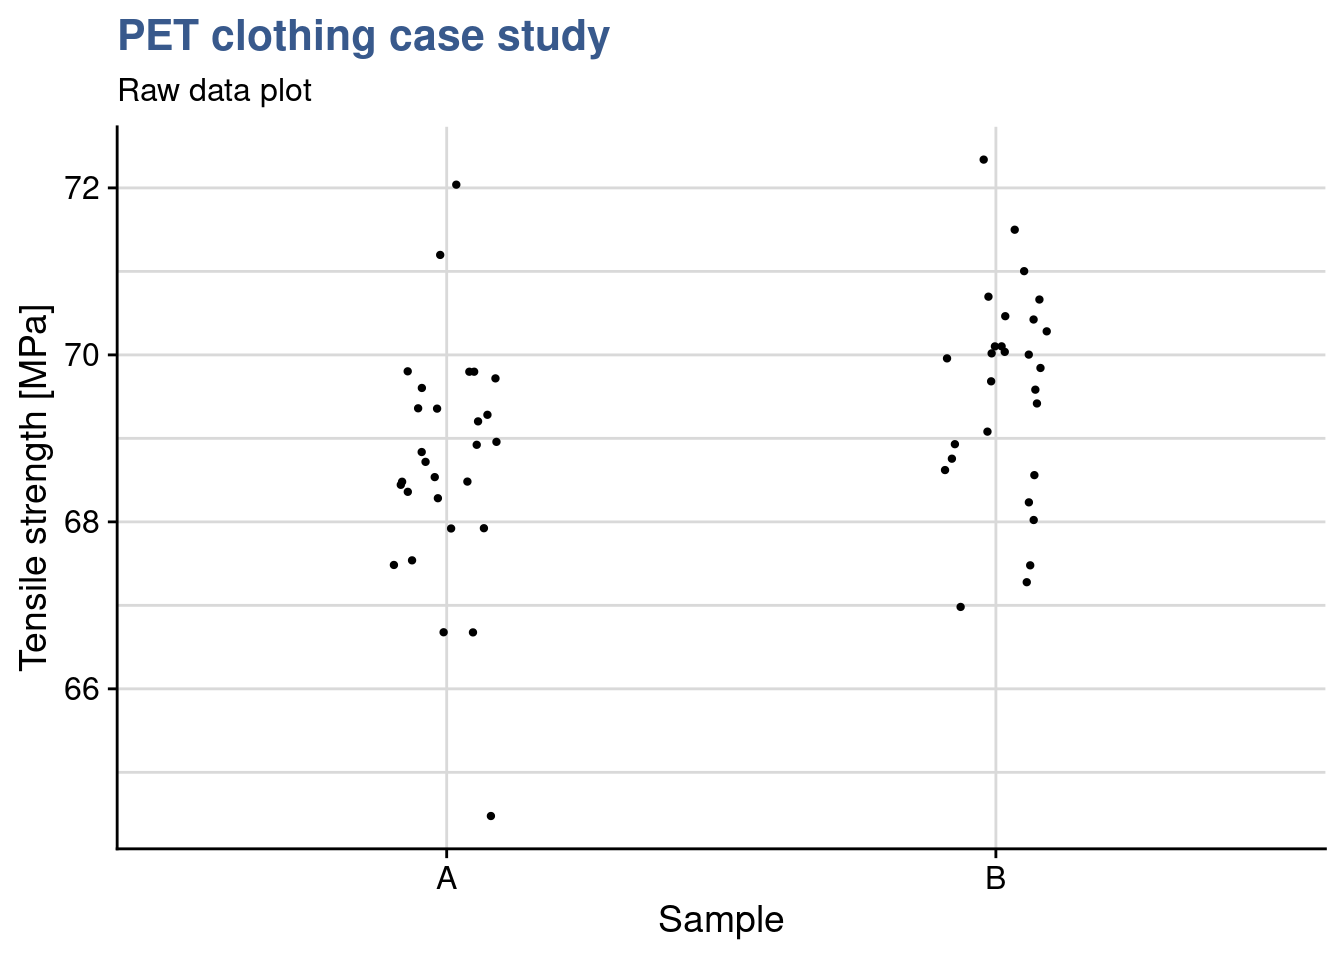 PET clothing case study
Raw data plot
Tensile strength [MPa]
72
70
68
66
A
B
Sample